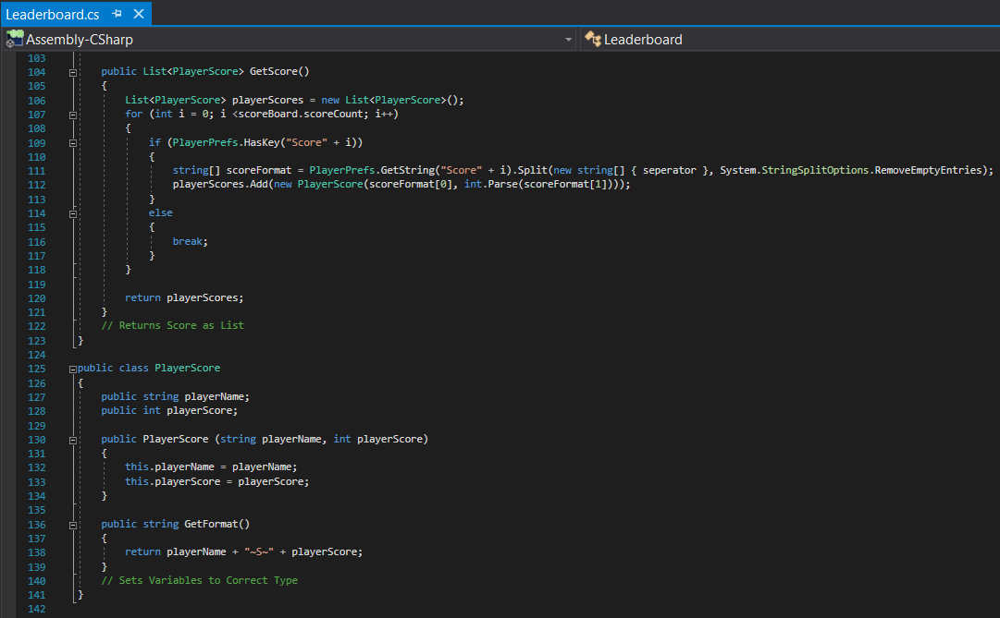 Leaderboard.cs
Assembly-CSharp Leaderboard
103
104 public List<PlayerScore> GetScore()
105 {
106 List<PlayerScore> playerScores = new List<PlayerScore>();
107 for (int i = 0; i <scoreBoard.scoreCount; i++)
108 {
109 if (PlayerPrefs.HasKey("Score" + i))
110 {
111 string[] scoreFormat = PlayerPrefs.GetString("Score" + i).Split(new string[] { seperator }, System.StringSplitOptions.RemoveEmptyEntries);
112 playerScores.Add(new PlayerScore(scoreFormat[0], int.Parse(scoreFormat[1])));
113 }
114 else
115 {
116 break;
117 }
118 }
119
120 return playerScores;
121 }
122 // Returns Score as List
123 }
124
125 public class PlayerScore
126 {
127 public string playerName;
128 public int playerScore;
129
130 public PlayerScore (string playerName, int playerScore)
131 {
132 this.playerName = playerName;
133 this.playerScore = playerScore;
134 }
135
136 public string GetFormat()
137 {
138 return playerName + "~S~" + playerScore;
139 }
140 // Sets Variables to Correct Type
141 }
142